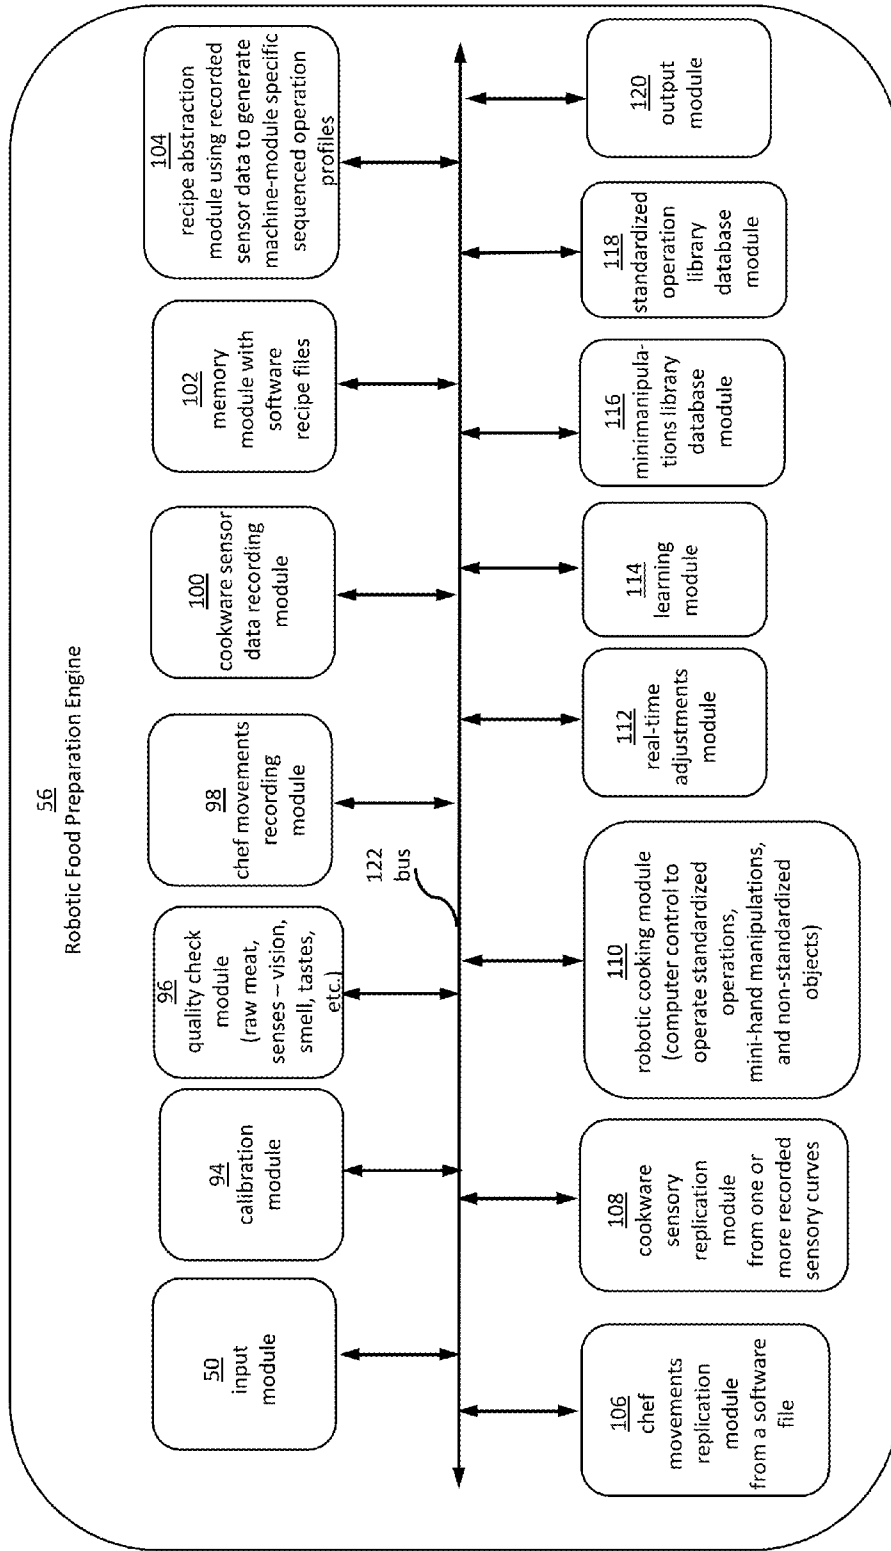 56
Robotic Food Preparation Engine
50
input
module
94
calibration
module
96
quality check
module
(raw meat,
senses – vision,
smell, tastes,
etc.)
98
chef movements
recording
module
100
cookware sensor
data recording
module
102
memory
module with
software
recipe files
104
recipe abstraction
module using recorded
sensor data to generate
machine-module specific
sequenced operation
profiles
122
bus
106
chef
movements
replication
module
from a software
file
108
cookware
sensory
replication
module
from one or
more recorded
sensory curves
110
robotic cooking module
(computer control to
operate standardized
operations,
mini-hand manipulations,
and non-standardized
objects)
112
real-time
adjustments
module
114
learning
module
116
minimanipula-
tions library
database
module
118
standardized
operation
library
database
module
120
output
module